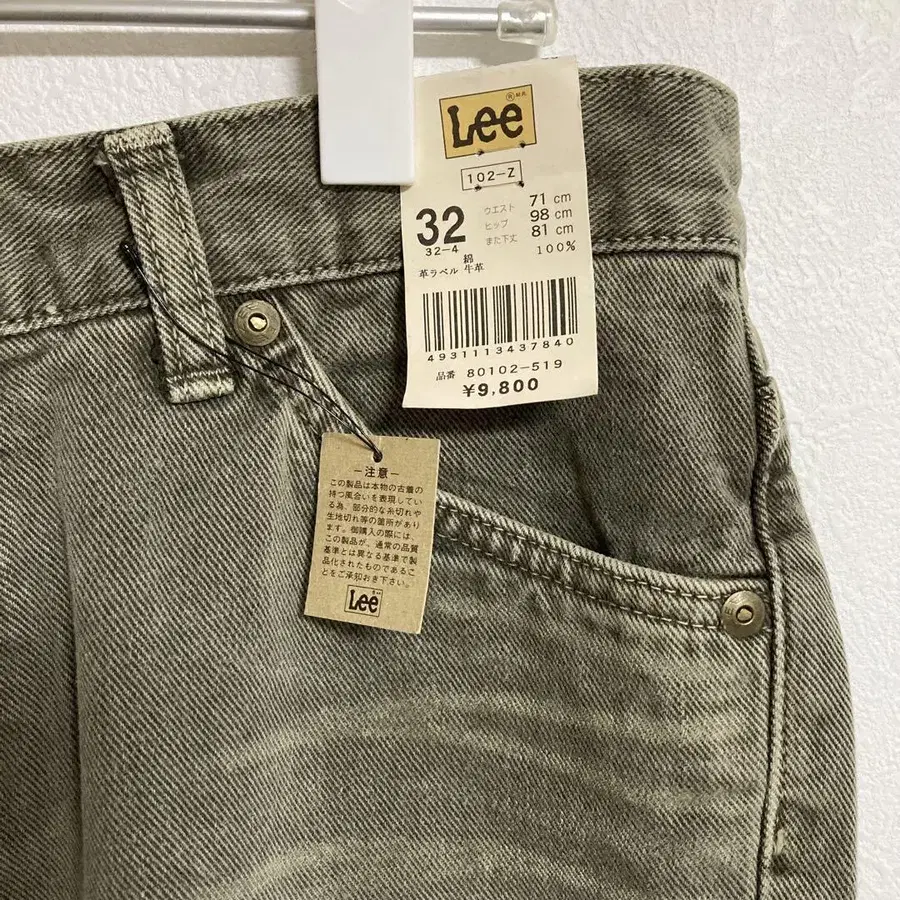 Lee
102-Z
32
32-4
ウエスト 71 cm
ヒップ 98 cm
また下丈 81 cm
綿 100%
革ラベル 牛革
4931113437840
品番 80102-519
¥9,800
－注意－
この製品は本物の古着の
持つ風合いを表現してい
る為、部分的な糸切れや
生地切れ等の箇所があり
ます。御購入の際には、
この製品が、通常の品質
基準とは異なる基準で製
品化されたものであるこ
とをご承知おき下さい。
Lee